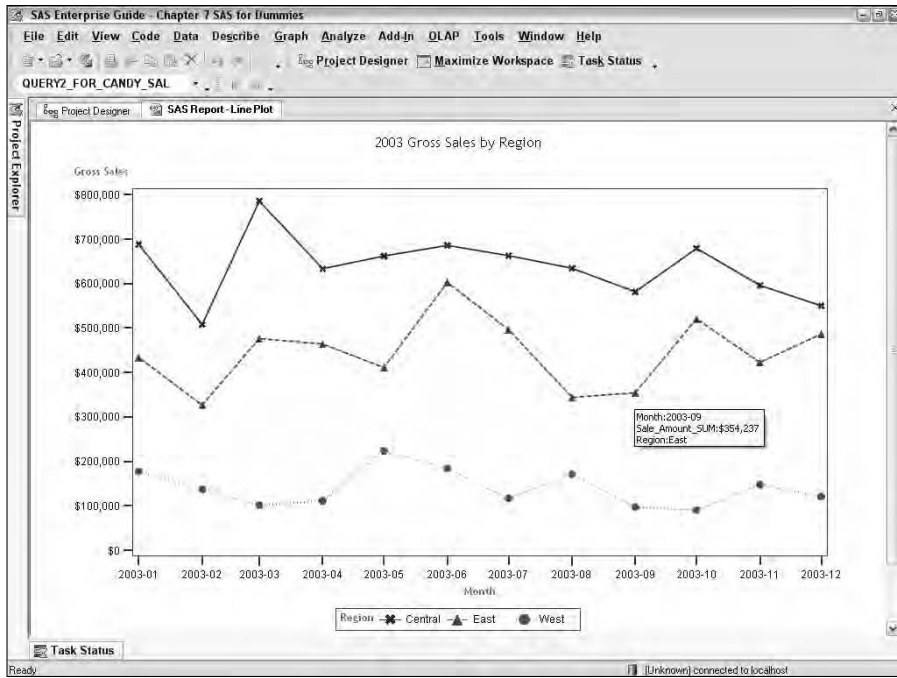 SAS Enterprise Guide - Chapter 7 SAS for Dummies
File Edit View Code Data Describe Graph Analyze Add-In OLAP Tools Window Help
Project Designer Maximize Workspace Task Status
QUERY2_FOR_CANDY_SAL
Project Explorer
Project Designer SAS Report - Line Plot
2003 Gross Sales by Region
Gross Sales
$800,000
$700,000
$600,000
$500,000
$400,000
$300,000
$200,000
$100,000
$0
Month:2003-09
Sale_Amount_SUM:$354,237
Region:East
2003-01 2003-02 2003-03 2003-04 2003-05 2003-06 2003-07 2003-08 2003-09 2003-10 2003-11 2003-12
Month
Region Central East West
Task Status
Ready [Unknown] connected to localhost